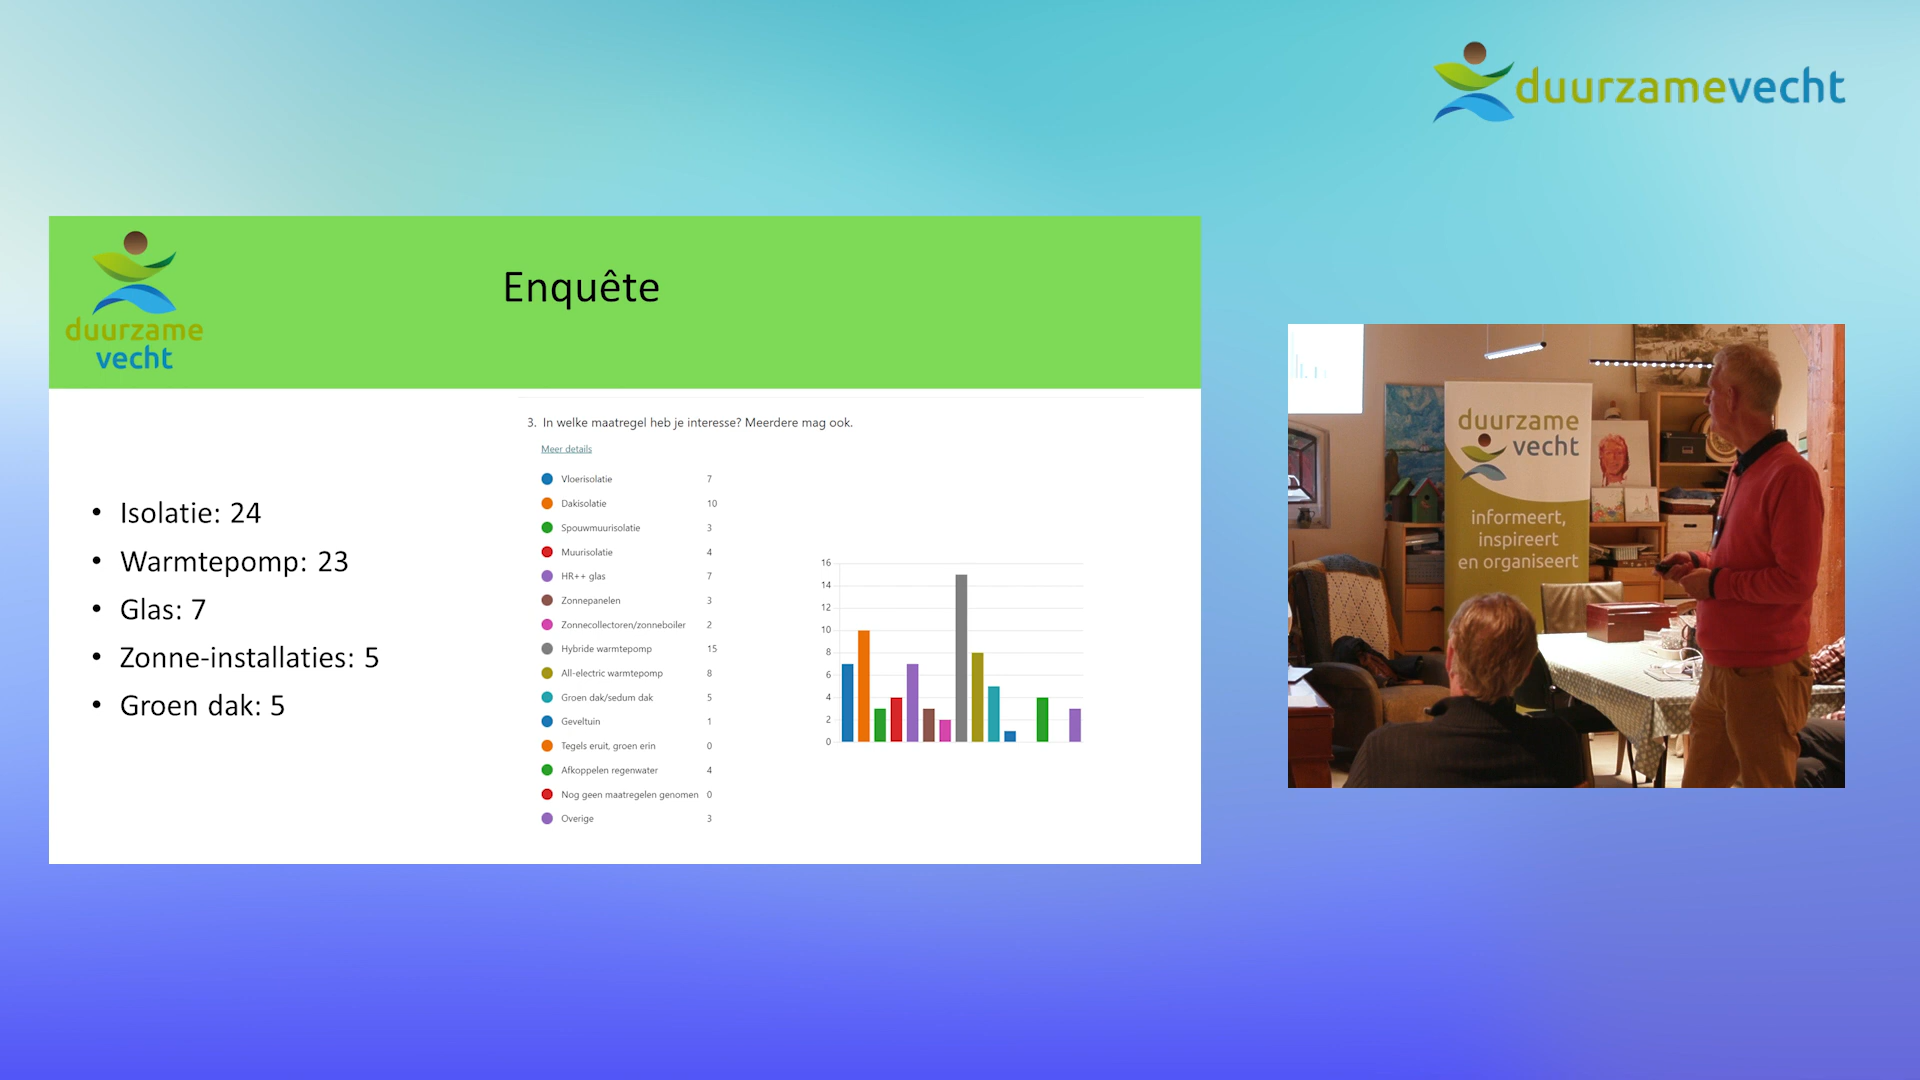 duurzamevecht
duurzame
vecht
Enquête
• Isolatie: 24
• Warmtepomp: 23
• Glas: 7
• Zonne-installaties: 5
• Groen dak: 5
3. In welke maatregel heb je interesse? Meerdere mag ook.
Meer details
Vloerisolatie 7
Dakisolatie 10
Spouwmuurisolatie 3
Muurisolatie 4
HR++ glas 7
Zonnepanelen 3
Zonnecollectoren/zonneboiler 2
Hybride warmtepomp 15
All-electric warmtepomp 8
Groen dak/sedum dak 5
Geveltuin 1
Tegels eruit, groen erin 0
Afkoppelen regenwater 4
Nog geen maatregelen genomen 0
Overige 3
16
14
12
10
8
6
4
2
0
duurzame
vecht
informeert,
inspireert
en organiseert